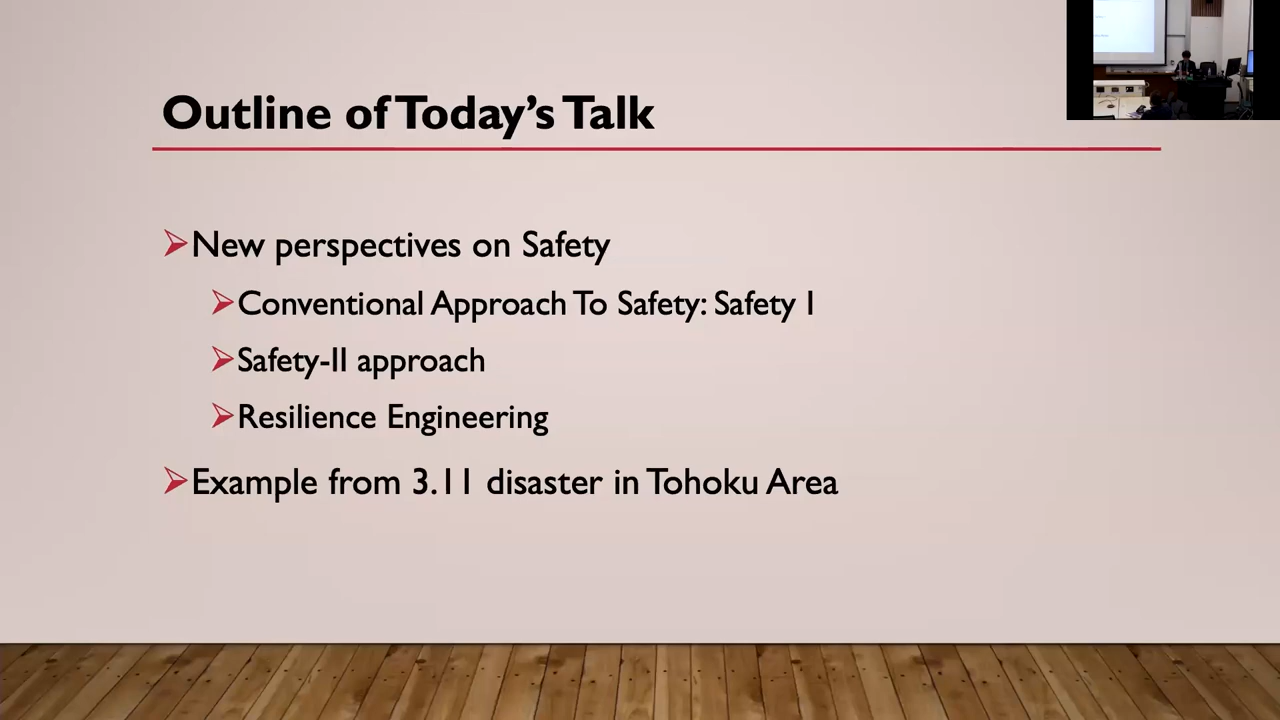 Outline of Today's Talk
New perspectives on Safety
Conventional Approach To Safety: Safety I
Safety-II approach
Resilience Engineering
Example from 3.11 disaster in Tohoku Area